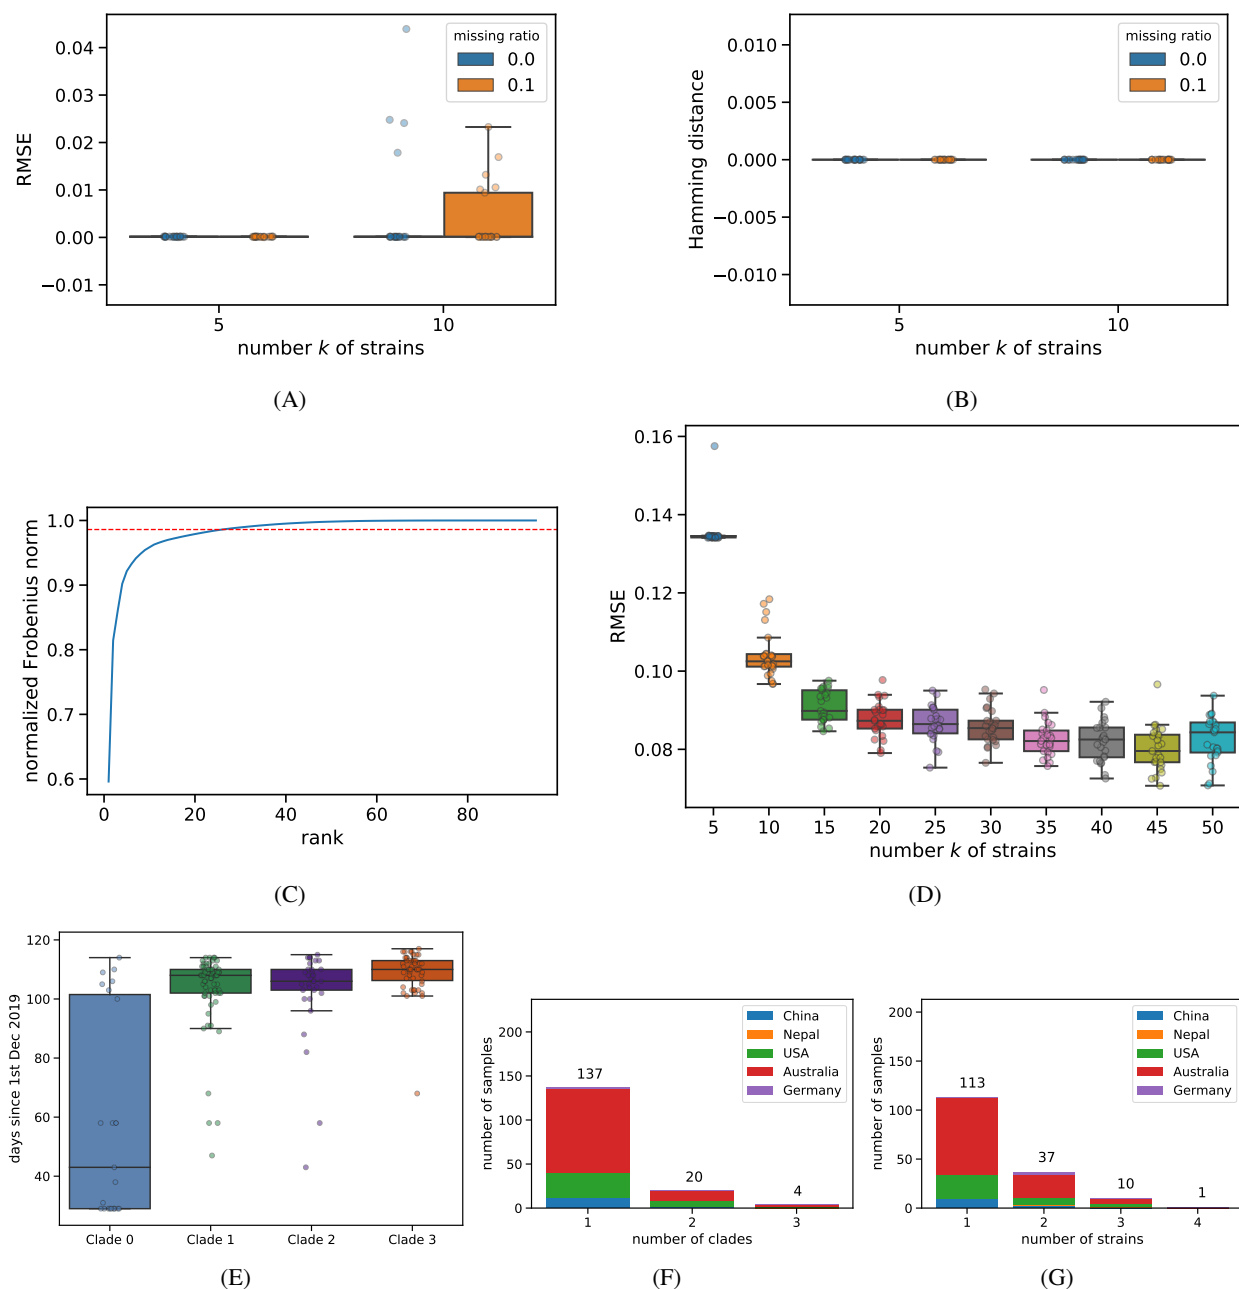 missing ratio
0.0
0.1
0.04
0.03
0.02
0.01
0.00
−0.01
RMSE
5
10
number k of strains
(A)
missing ratio
0.0
0.1
0.010
0.005
0.000
−0.005
−0.010
Hamming distance
5
10
number k of strains
(B)
1.0
0.9
0.8
0.7
0.6
normalized Frobenius norm
0
20
40
60
80
rank
(C)
0.16
0.14
0.12
0.10
0.08
RMSE
5
10
15
20
25
30
35
40
45
50
number k of strains
(D)
120
100
80
60
40
days since 1st Dec 2019
Clade 0
Clade 1
Clade 2
Clade 3
(E)
China
Nepal
USA
Australia
Germany
200
150
100
50
0
number of samples
137
20
4
1
2
3
number of clades
(F)
China
Nepal
USA
Australia
Germany
200
150
100
50
0
number of samples
113
37
10
1
1
2
3
4
number of strains
(G)